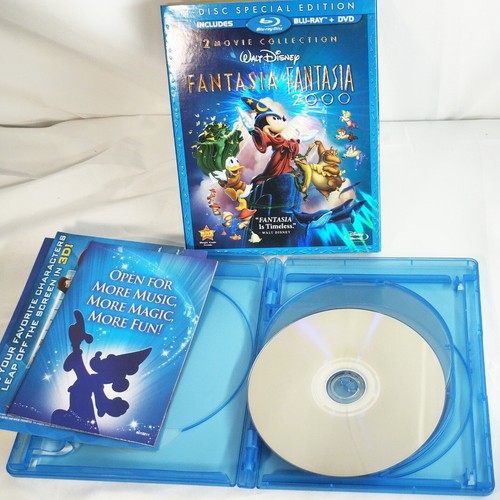 DISC SPECIAL EDITION
INCLUDES
BLU-RAY + DVD
2 MOVIE COLLECTION
WALT DISNEY
FANTASIA FANTASIA
2000
"FANTASIA
Is Timeless."
WALT DISNEY
YOUR FAVORITE CHARACTERS
LEAP OFF THE SCREEN IN 3D!
OPEN FOR
MORE MUSIC,
MORE MAGIC,
MORE FUN!